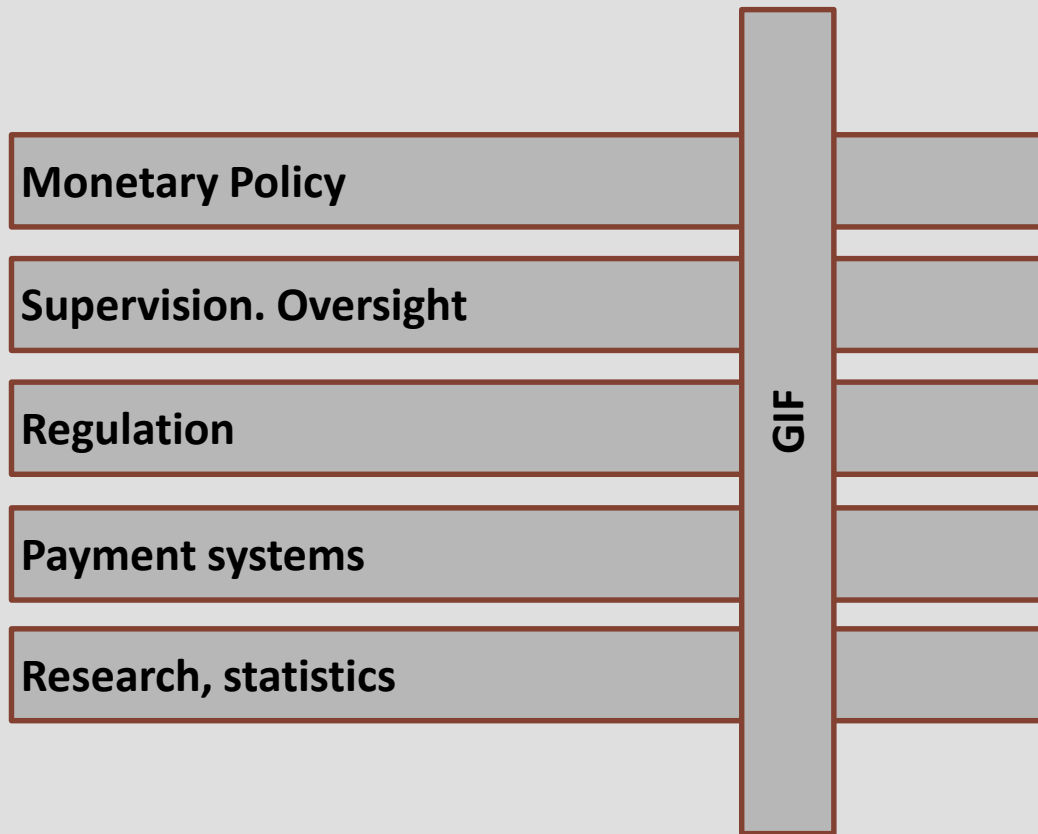 Monetary Policy
Supervision. Oversight
Regulation
GIF
Payment systems
Research, statistics